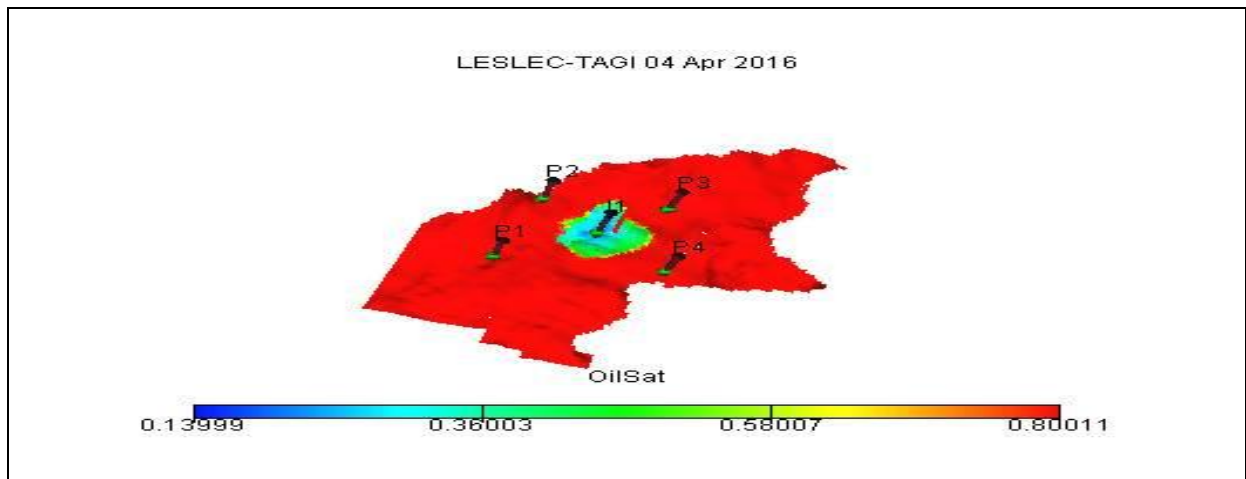 LESLEC-TAGI 04 Apr 2016
P2
P3
I1
P1
P4
OilSat
0.13999 0.36003 0.58007 0.80011